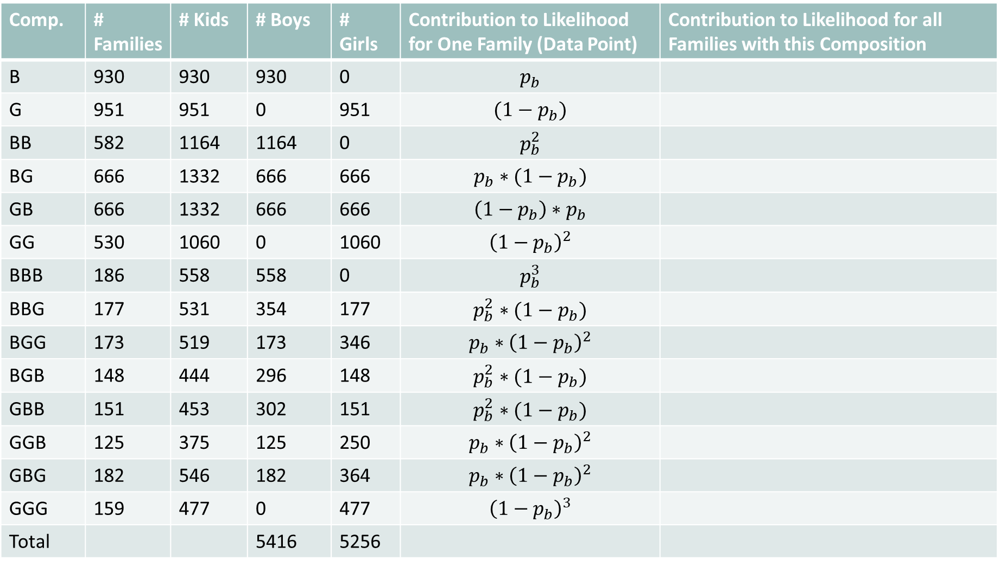 Comp. # Families # Kids # Boys # Girls Contribution to Likelihood for One Family (Data Point) Contribution to Likelihood for all Families with this Composition
B 930 930 930 0 p_b
G 951 951 0 951 (1 − p_b)
BB 582 1164 1164 0 p_b^2
BG 666 1332 666 666 p_b ∗ (1 − p_b)
GB 666 1332 666 666 (1 − p_b) ∗ p_b
GG 530 1060 0 1060 (1 − p_b)^2
BBB 186 558 558 0 p_b^3
BBG 177 531 354 177 p_b^2 ∗ (1 − p_b)
BGG 173 519 173 346 p_b ∗ (1 − p_b)^2
BGB 148 444 296 148 p_b^2 ∗ (1 − p_b)
GBB 151 453 302 151 p_b^2 ∗ (1 − p_b)
GGB 125 375 125 250 p_b ∗ (1 − p_b)^2
GBG 182 546 182 364 p_b ∗ (1 − p_b)^2
GGG 159 477 0 477 (1 − p_b)^3
Total 5416 5256